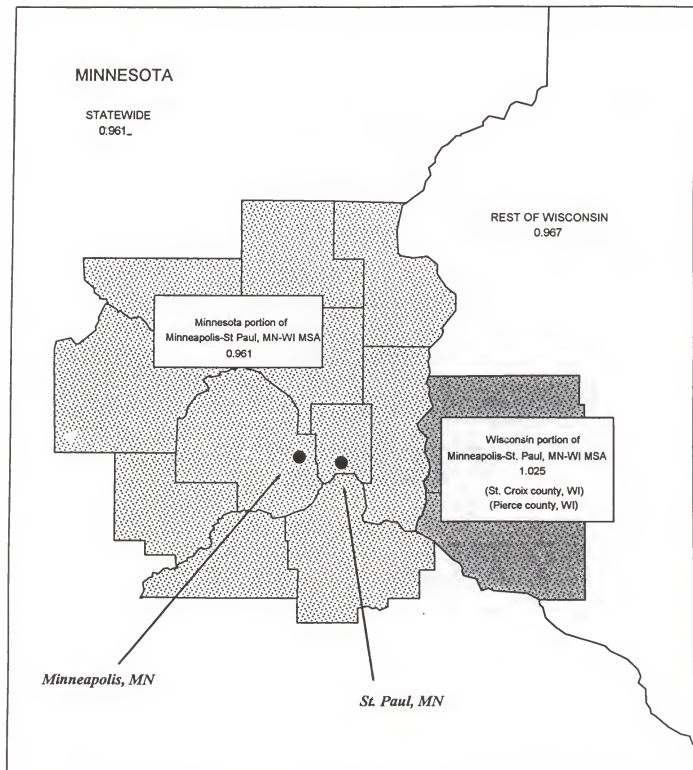 MINNESOTA
STATEWIDE
0.961
REST OF WISCONSIN
0.967
Minnesota portion of
Minneapolis-St Paul, MN-WI MSA
0.961
Wisconsin portion of
Minneapolis-St. Paul, MN-WI MSA
1.025
(St. Croix county, WI)
(Pierce county, WI)
Minneapolis, MN
St. Paul, MN